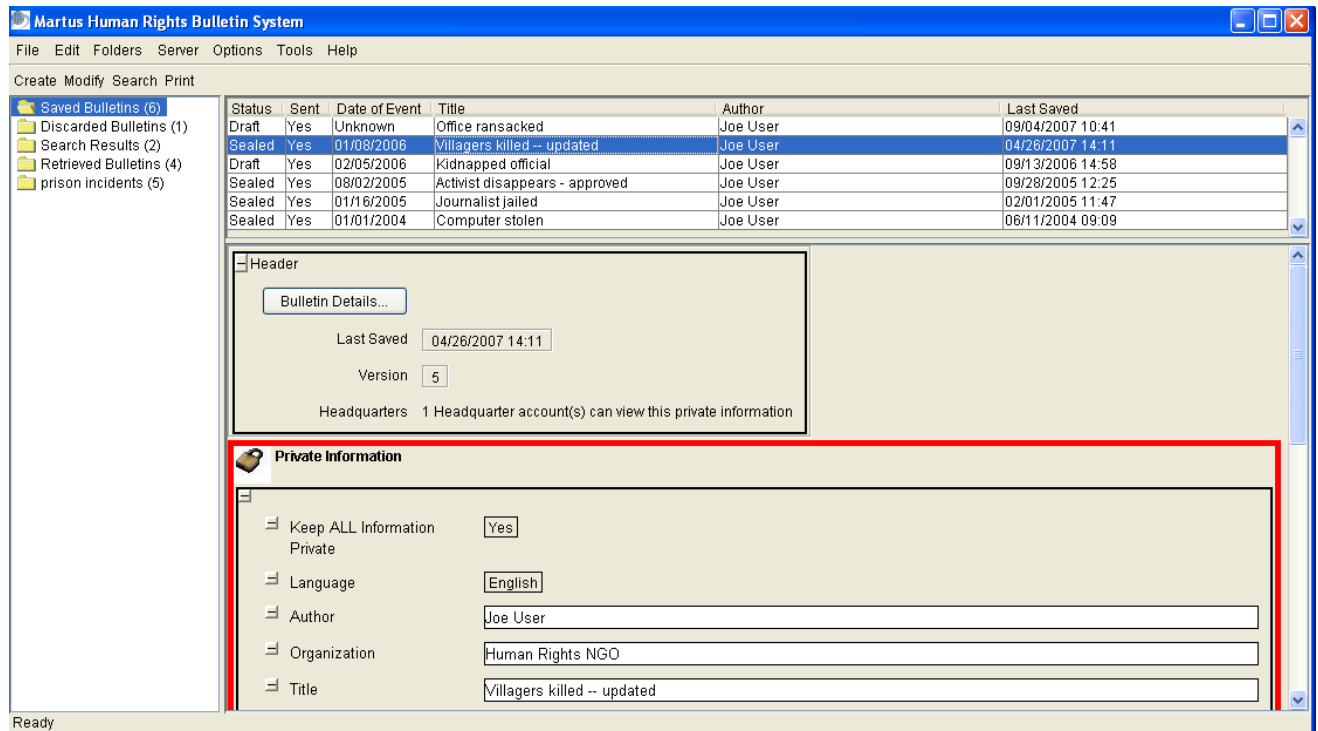 Martus Human Rights Bulletin System
File Edit Folders Server Options Tools Help
Create Modify Search Print
Saved Bulletins (6)
Discarded Bulletins (1)
Search Results (2)
Retrieved Bulletins (4)
prison incidents (5)
Status Sent Date of Event Title Author Last Saved
Draft Yes Unknown Office ransacked Joe User 09/04/2007 10:41
Sealed Yes 01/08/2006 Villagers killed -- updated Joe User 04/26/2007 14:11
Draft Yes 02/05/2006 Kidnapped official Joe User 09/13/2006 14:58
Sealed Yes 08/02/2005 Activist disappears - approved Joe User 09/28/2005 12:25
Sealed Yes 01/16/2005 Journalist jailed Joe User 02/01/2005 11:47
Sealed Yes 01/01/2004 Computer stolen Joe User 06/11/2004 09:09
Header
Bulletin Details...
Last Saved 04/26/2007 14:11
Version 5
Headquarters 1 Headquarter account(s) can view this private information
Private Information
Keep ALL Information Yes
Private
Language English
Author Joe User
Organization Human Rights NGO
Title Villagers killed -- updated
Ready